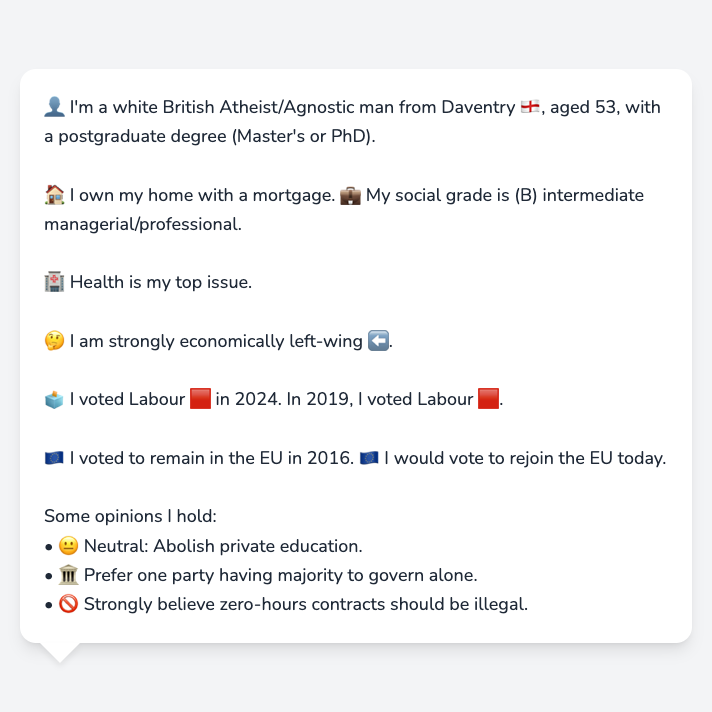 👤 I'm a white British Atheist/Agnostic man from Daventry 🏴󠁧󠁢󠁥󠁮󠁧󠁿, aged 53, with
a postgraduate degree (Master's or PhD).
🏠 I own my home with a mortgage. 💼 My social grade is (B) intermediate
managerial/professional.
🏥 Health is my top issue.
🤔 I am strongly economically left-wing ⬅️.
🗳️ I voted Labour 🟥 in 2024. In 2019, I voted Labour 🟥.
🇪🇺 I voted to remain in the EU in 2016. 🇪🇺 I would vote to rejoin the EU today.
Some opinions I hold:
• 😐 Neutral: Abolish private education.
• 🏛️ Prefer one party having majority to govern alone.
• 🚫 Strongly believe zero-hours contracts should be illegal.